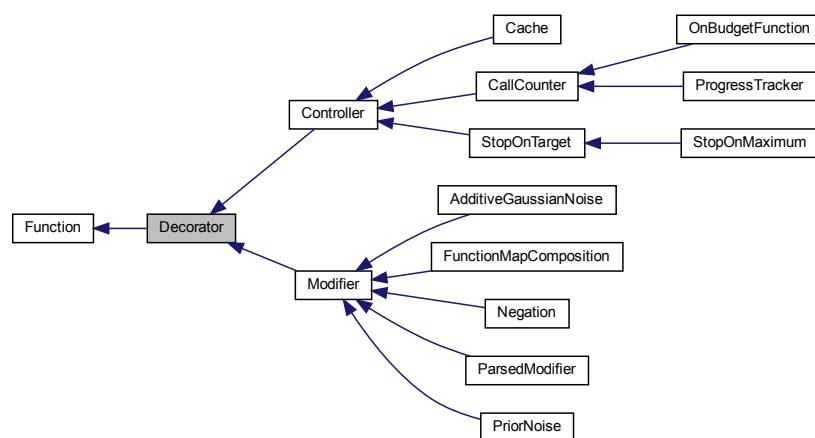 Cache
OnBudgetFunction
CallCounter
ProgressTracker
Controller
StopOnTarget
StopOnMaximum
AdditiveGaussianNoise
Function
Decorator
FunctionMapComposition
Modifier
Negation
ParsedModifier
PriorNoise